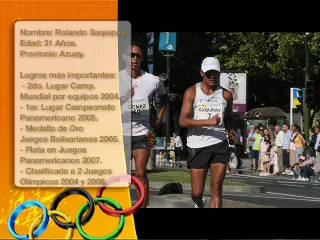 Nombre: Rolando Saquipay
Edad: 31 Años.
Provincia: Azuay.
Logros más importantes:
- 2do. Lugar Camp.
Mundial por equipos 2004.
- 1er. Lugar Campeonato
Panamericano 2005.
- Medalla de Oro
Juegos Bolivarianos 2005.
- Plata en Juegos
Panamericanos 2007.
- Clasificado a 2 Juegos
Olímpicos 2004 y 2008.
SAQUIPAY
7